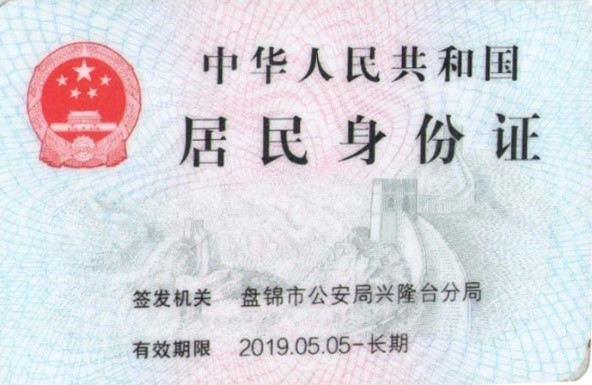 中华人民共和国
居民身份证
签发机关 盘锦市公安局兴隆台分局
有效期限 2019.05.05-长期